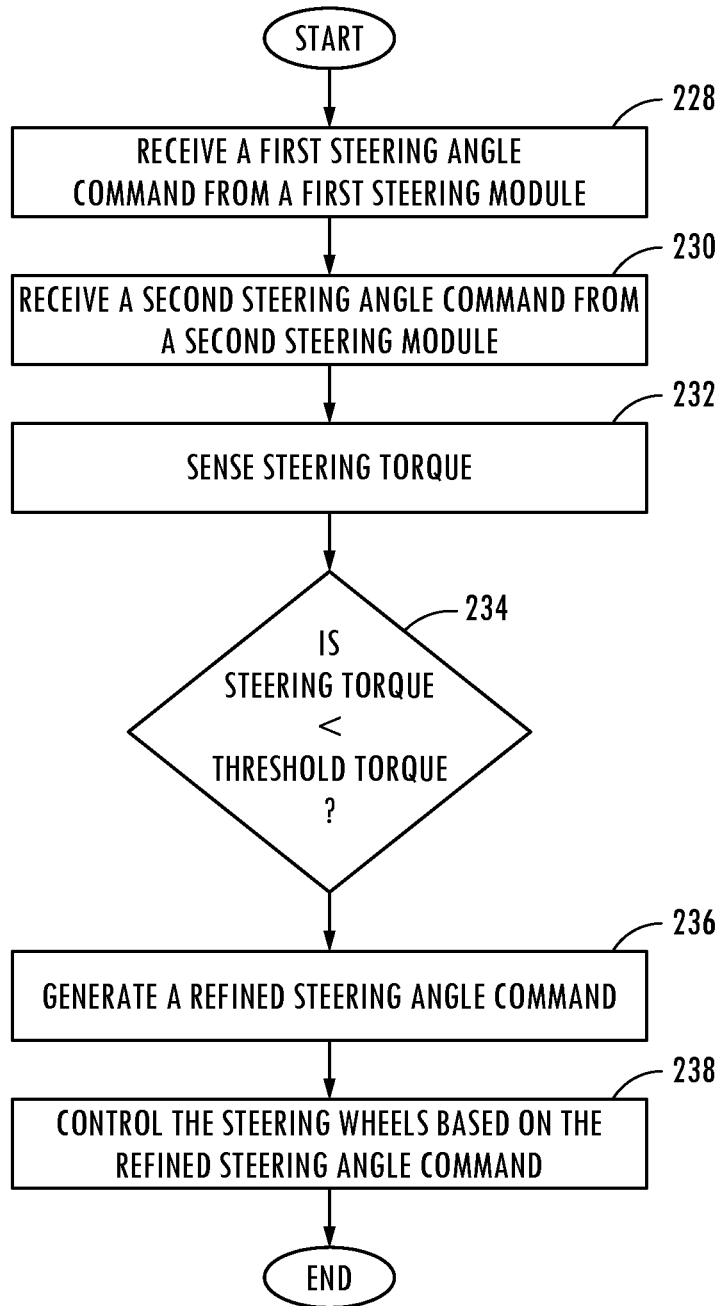 START
228
RECEIVE A FIRST STEERING ANGLE
COMMAND FROM A FIRST STEERING MODULE
230
RECEIVE A SECOND STEERING ANGLE COMMAND FROM
A SECOND STEERING MODULE
232
SENSE STEERING TORQUE
234
IS
STEERING TORQUE
<
THRESHOLD TORQUE
?
236
GENERATE A REFINED STEERING ANGLE COMMAND
238
CONTROL THE STEERING WHEELS BASED ON THE
REFINED STEERING ANGLE COMMAND
END